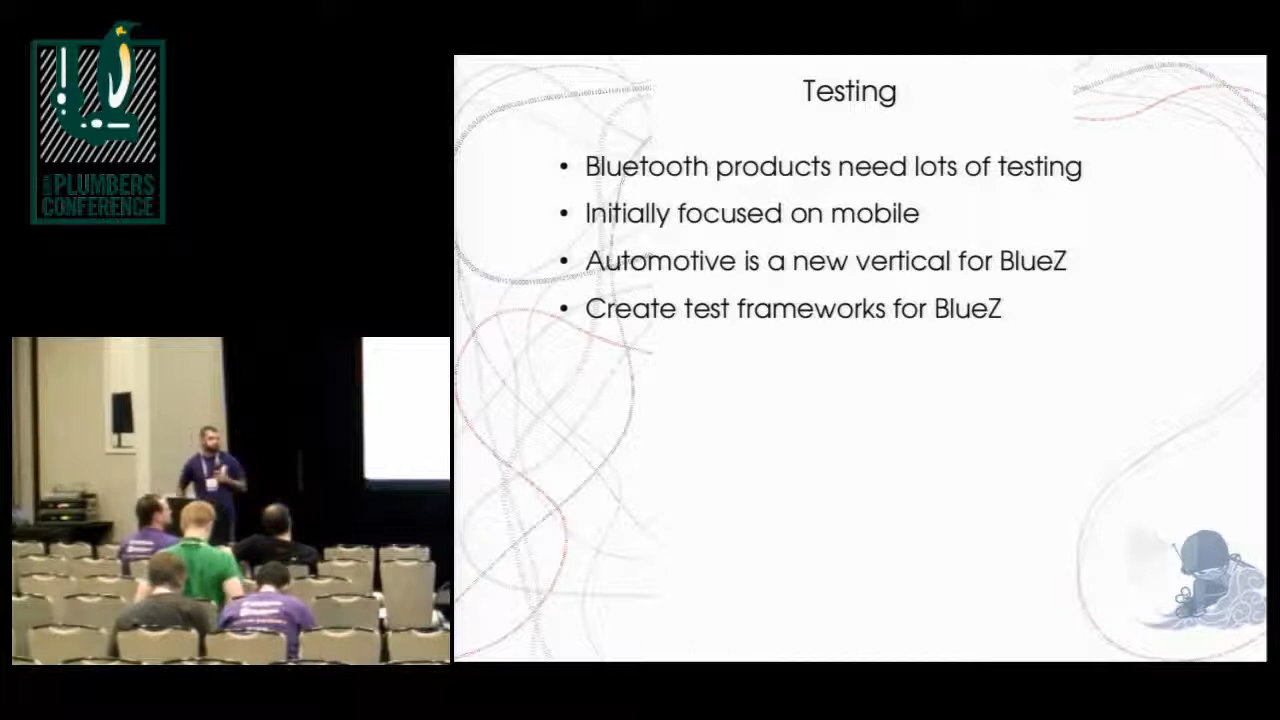 PLUMBERS
CONFERENCE
Testing
• Bluetooth products need lots of testing
• Initially focused on mobile
• Automotive is a new vertical for BlueZ
• Create test frameworks for BlueZ